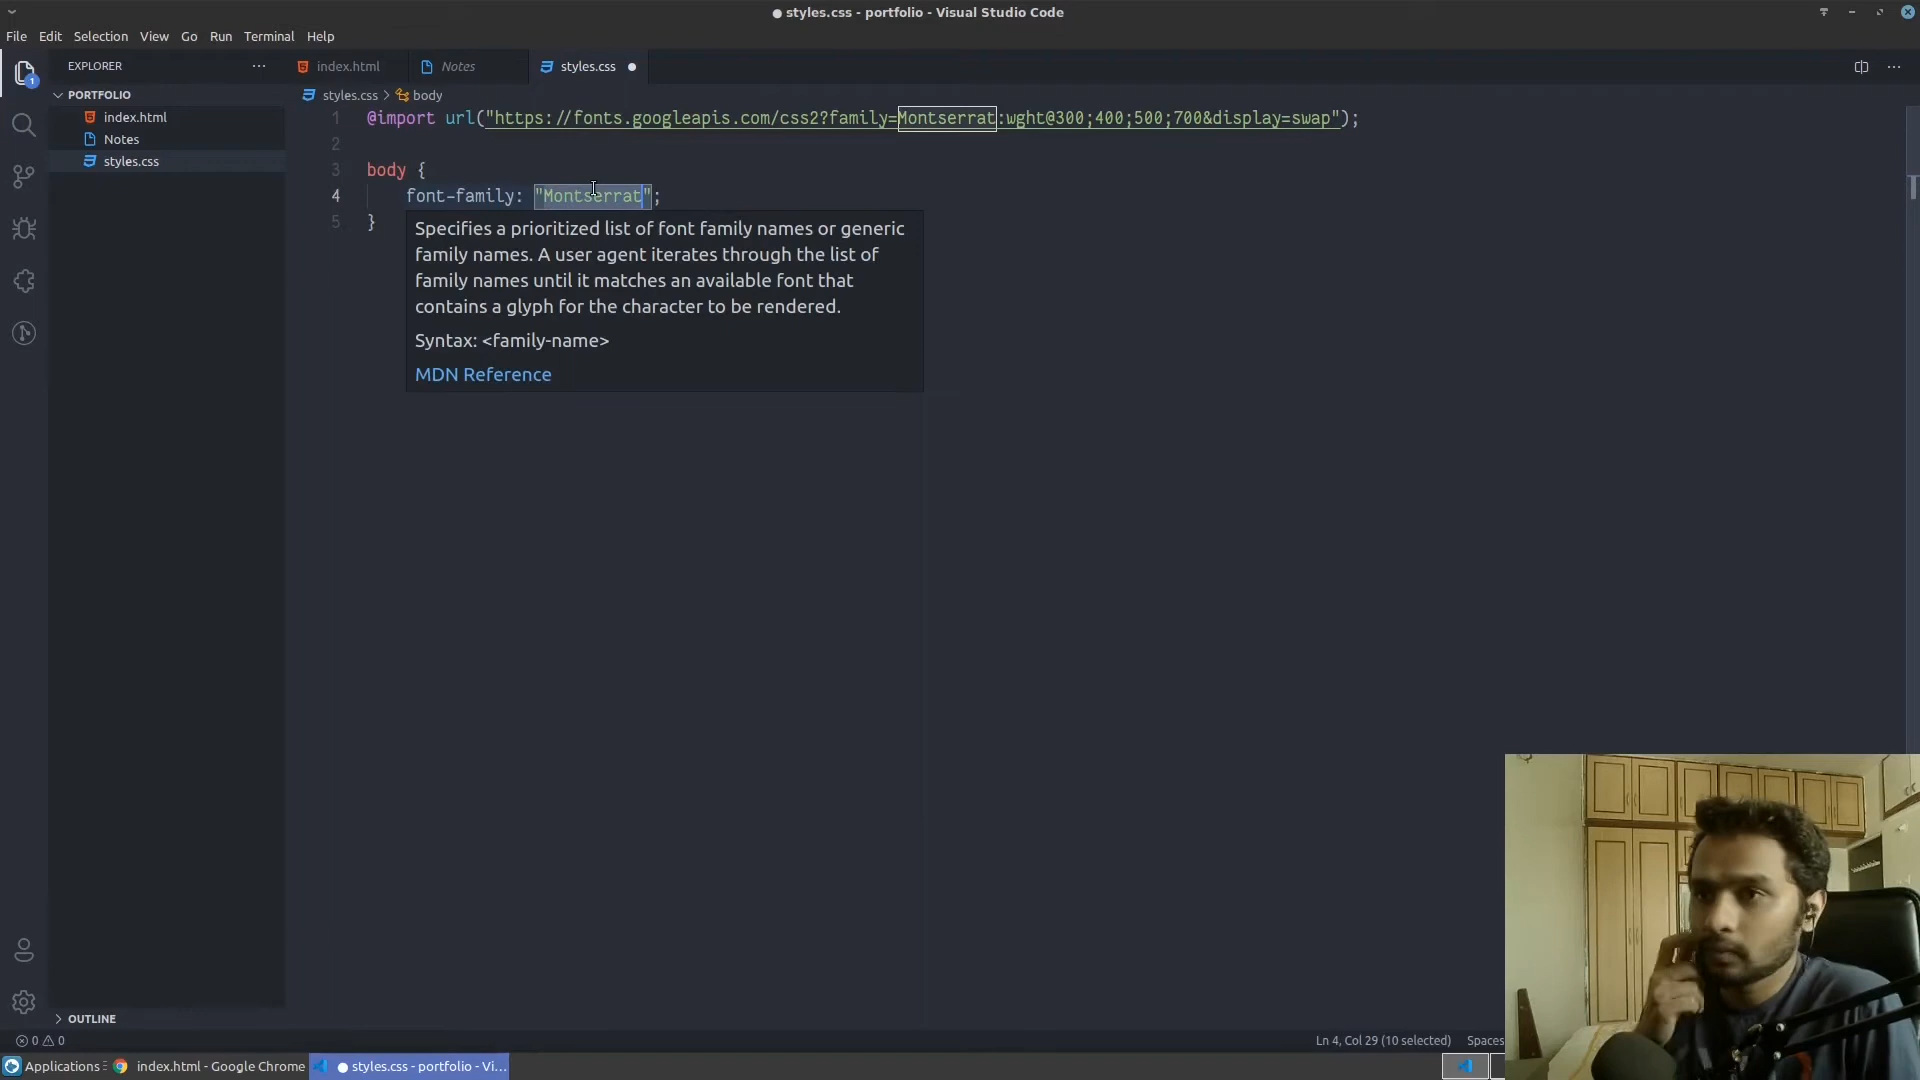 styles.css - portfolio - Visual Studio Code
File Edit Selection View Go Run Terminal Help
EXPLORER
index.html
Notes
styles.css
PORTFOLIO
styles.css
body
index.html
Notes
styles.css
1 @import url("https://fonts.googleapis.com/css2?family=Montserrat:wght@300;400;500;700&display=swap");
2
3 body {
4 font-family: "Montserrat";
5 }
Specifies a prioritized list of font family names or generic
family names. A user agent iterates through the list of
family names until it matches an available font that
contains a glyph for the character to be rendered.
Syntax: <family-name>
MDN Reference
1
OUTLINE
0 0
Ln 4, Col 29 (10 selected) Spaces
Applications
index.html - Google Chrome
styles.css - portfolio - Vi...